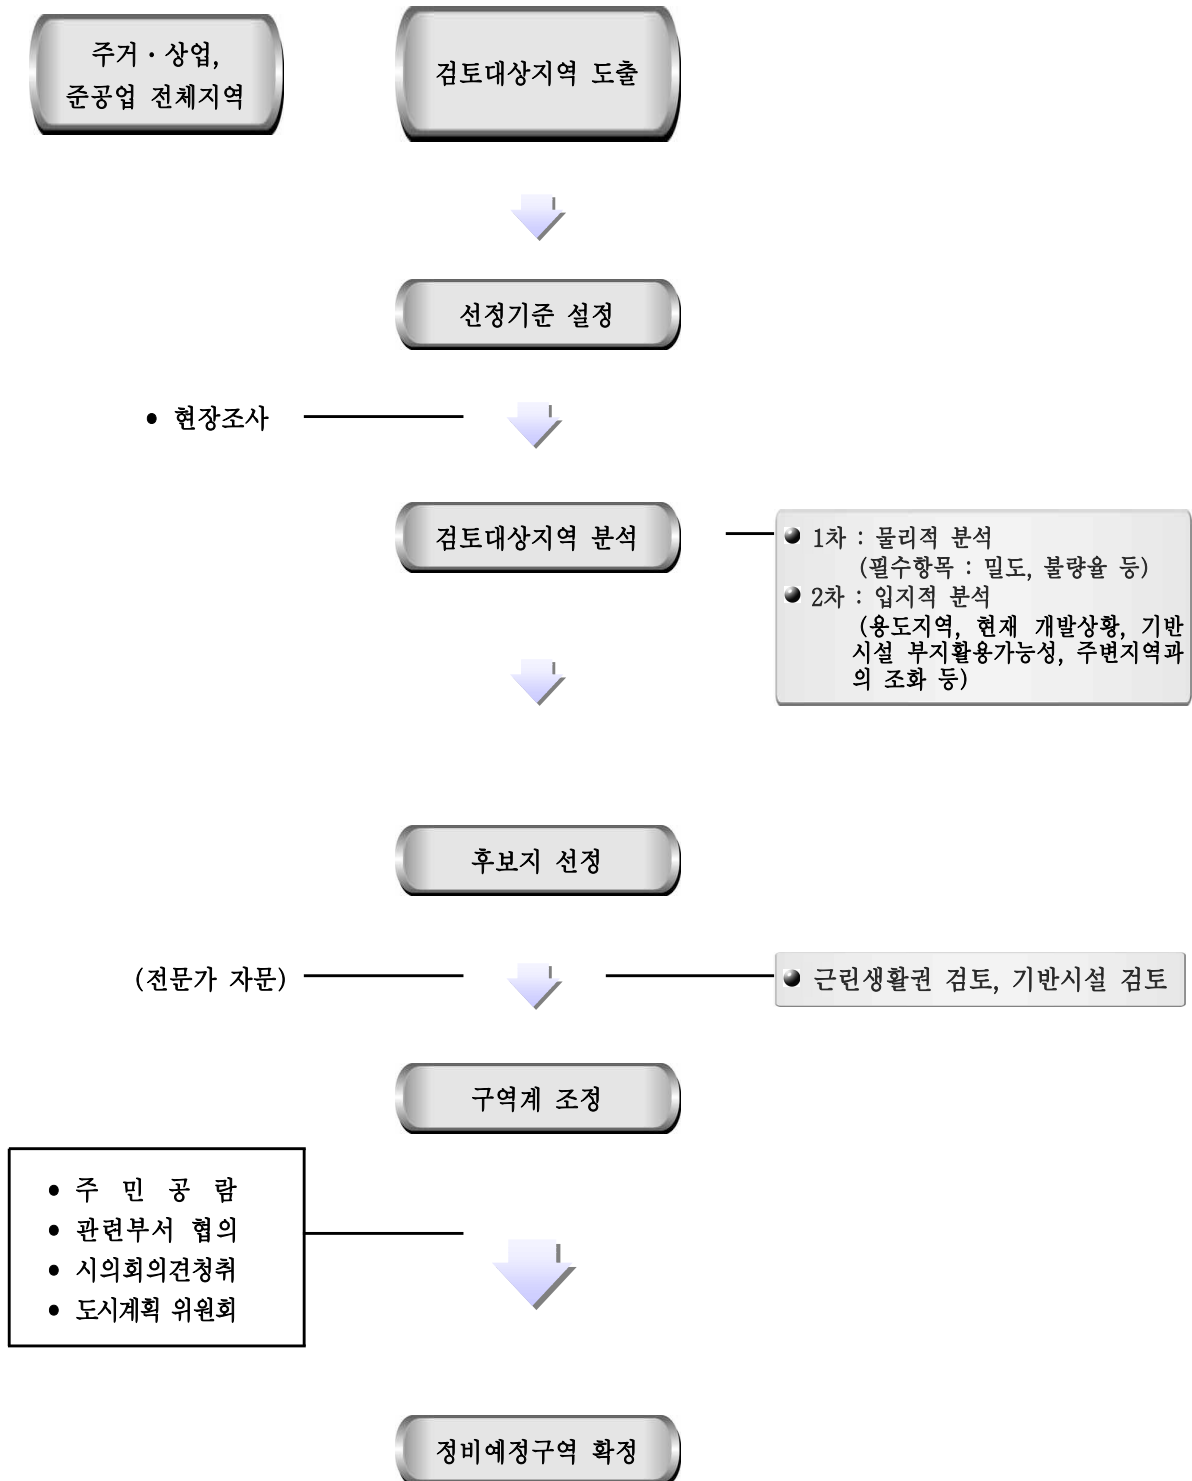 주거 · 상업,
준공업 전체지역
검토대상지역 도출
선정기준 설정
• 현장조사
검토대상지역 분석
1차 : 물리적 분석
(필수항목 : 밀도, 불량율 등)
2차 : 입지적 분석
(용도지역, 현재 개발상황, 기반
시설 부지활용가능성, 주변지역과
의 조화 등)
후보지 선정
(전문가 자문)
근린생활권 검토, 기반시설 검토
구역계 조정
• 주 민 공 람
• 관련부서 협의
• 시의회의견청취
• 도시계획 위원회
정비예정구역 확정